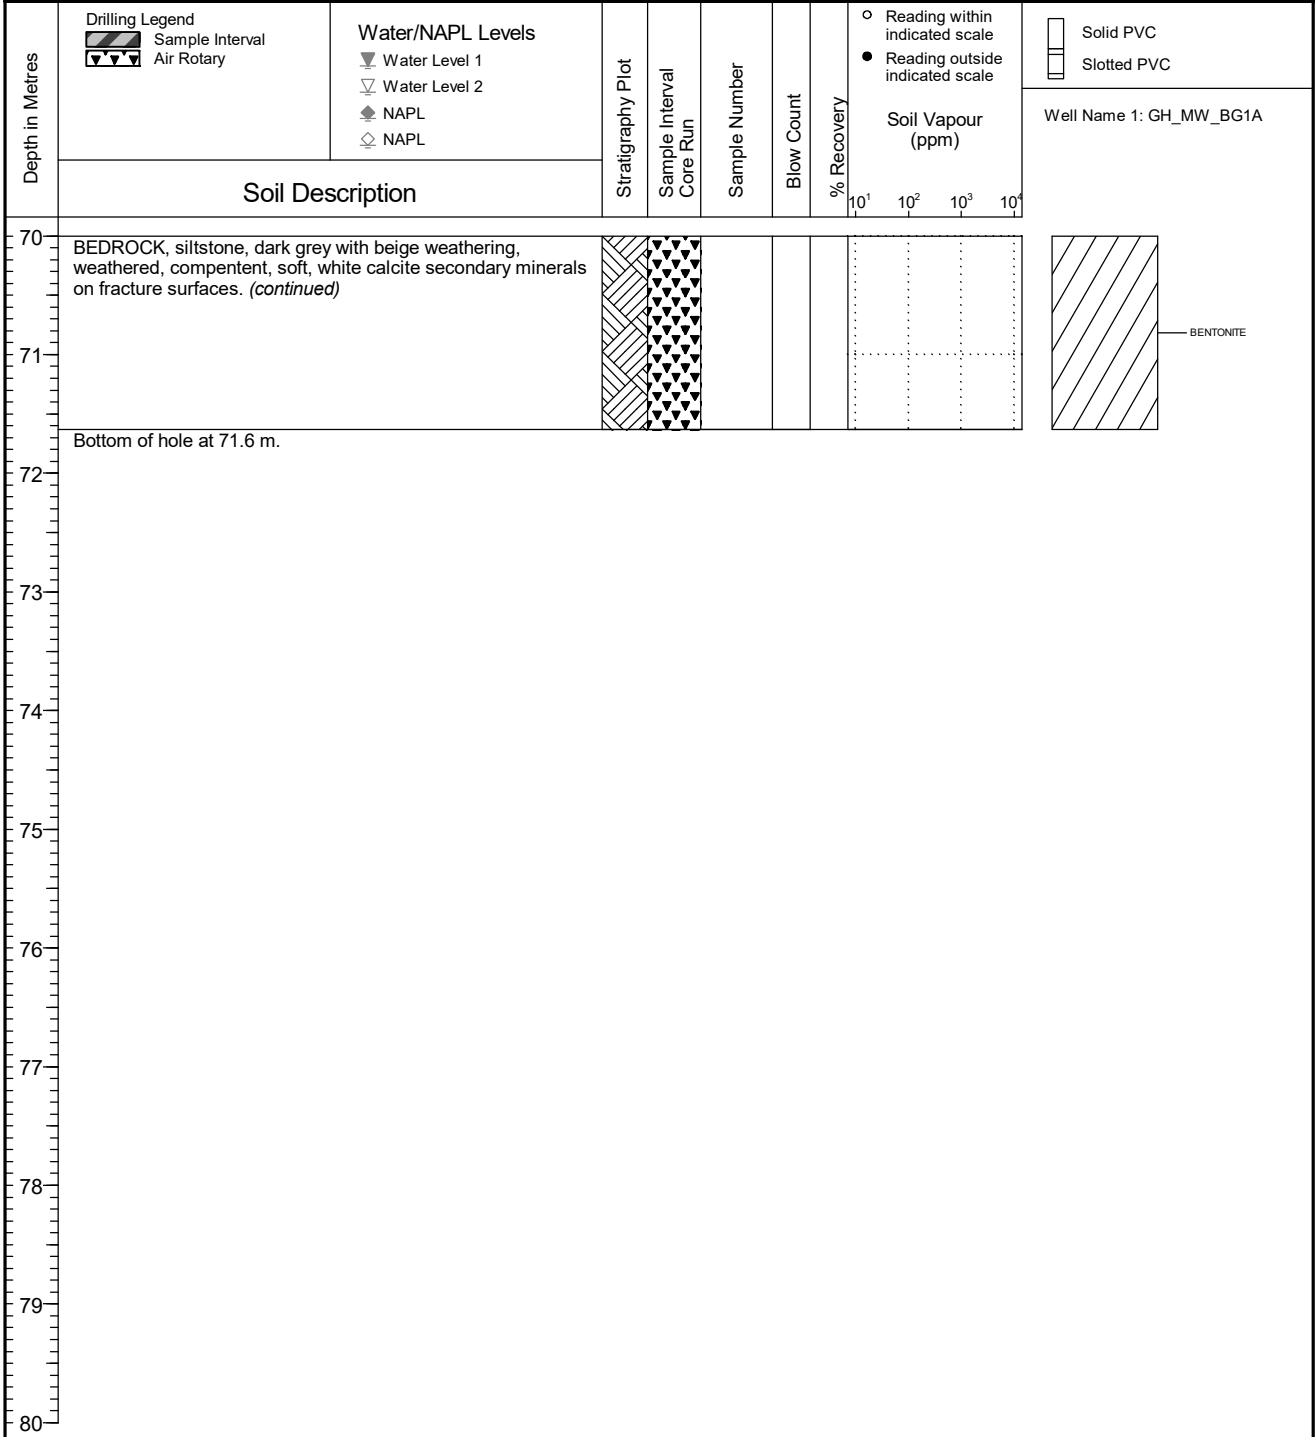 Depth in Metres
Drilling Legend
Sample Interval
Air Rotary
Water/NAPL Levels
Water Level 1
Water Level 2
NAPL
NAPL
Soil Description
Stratigraphy Plot
Sample Interval
Core Run
Sample Number
Blow Count
% Recovery
Reading within
indicated scale
Reading outside
indicated scale
Soil Vapour
(ppm)
10¹ 10² 10³ 10⁴
Solid PVC
Slotted PVC
Well Name 1: GH_MW_BG1A
70
BEDROCK, siltstone, dark grey with beige weathering,
weathered, compentent, soft, white calcite secondary minerals
on fracture surfaces. (continued)
BENTONITE
71
Bottom of hole at 71.6 m.
72
73
74
75
76
77
78
79
80